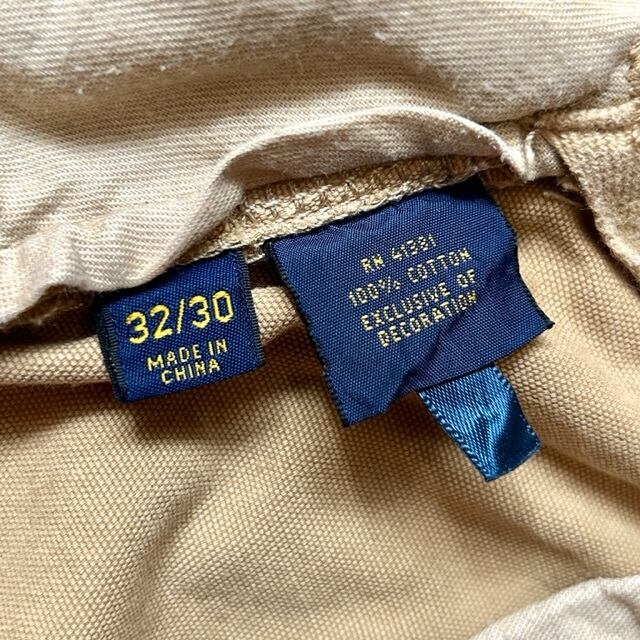 32/30
MADE IN
CHINA
RN 41381
100% COTTON
EXCLUSIVE OF
DECORATION